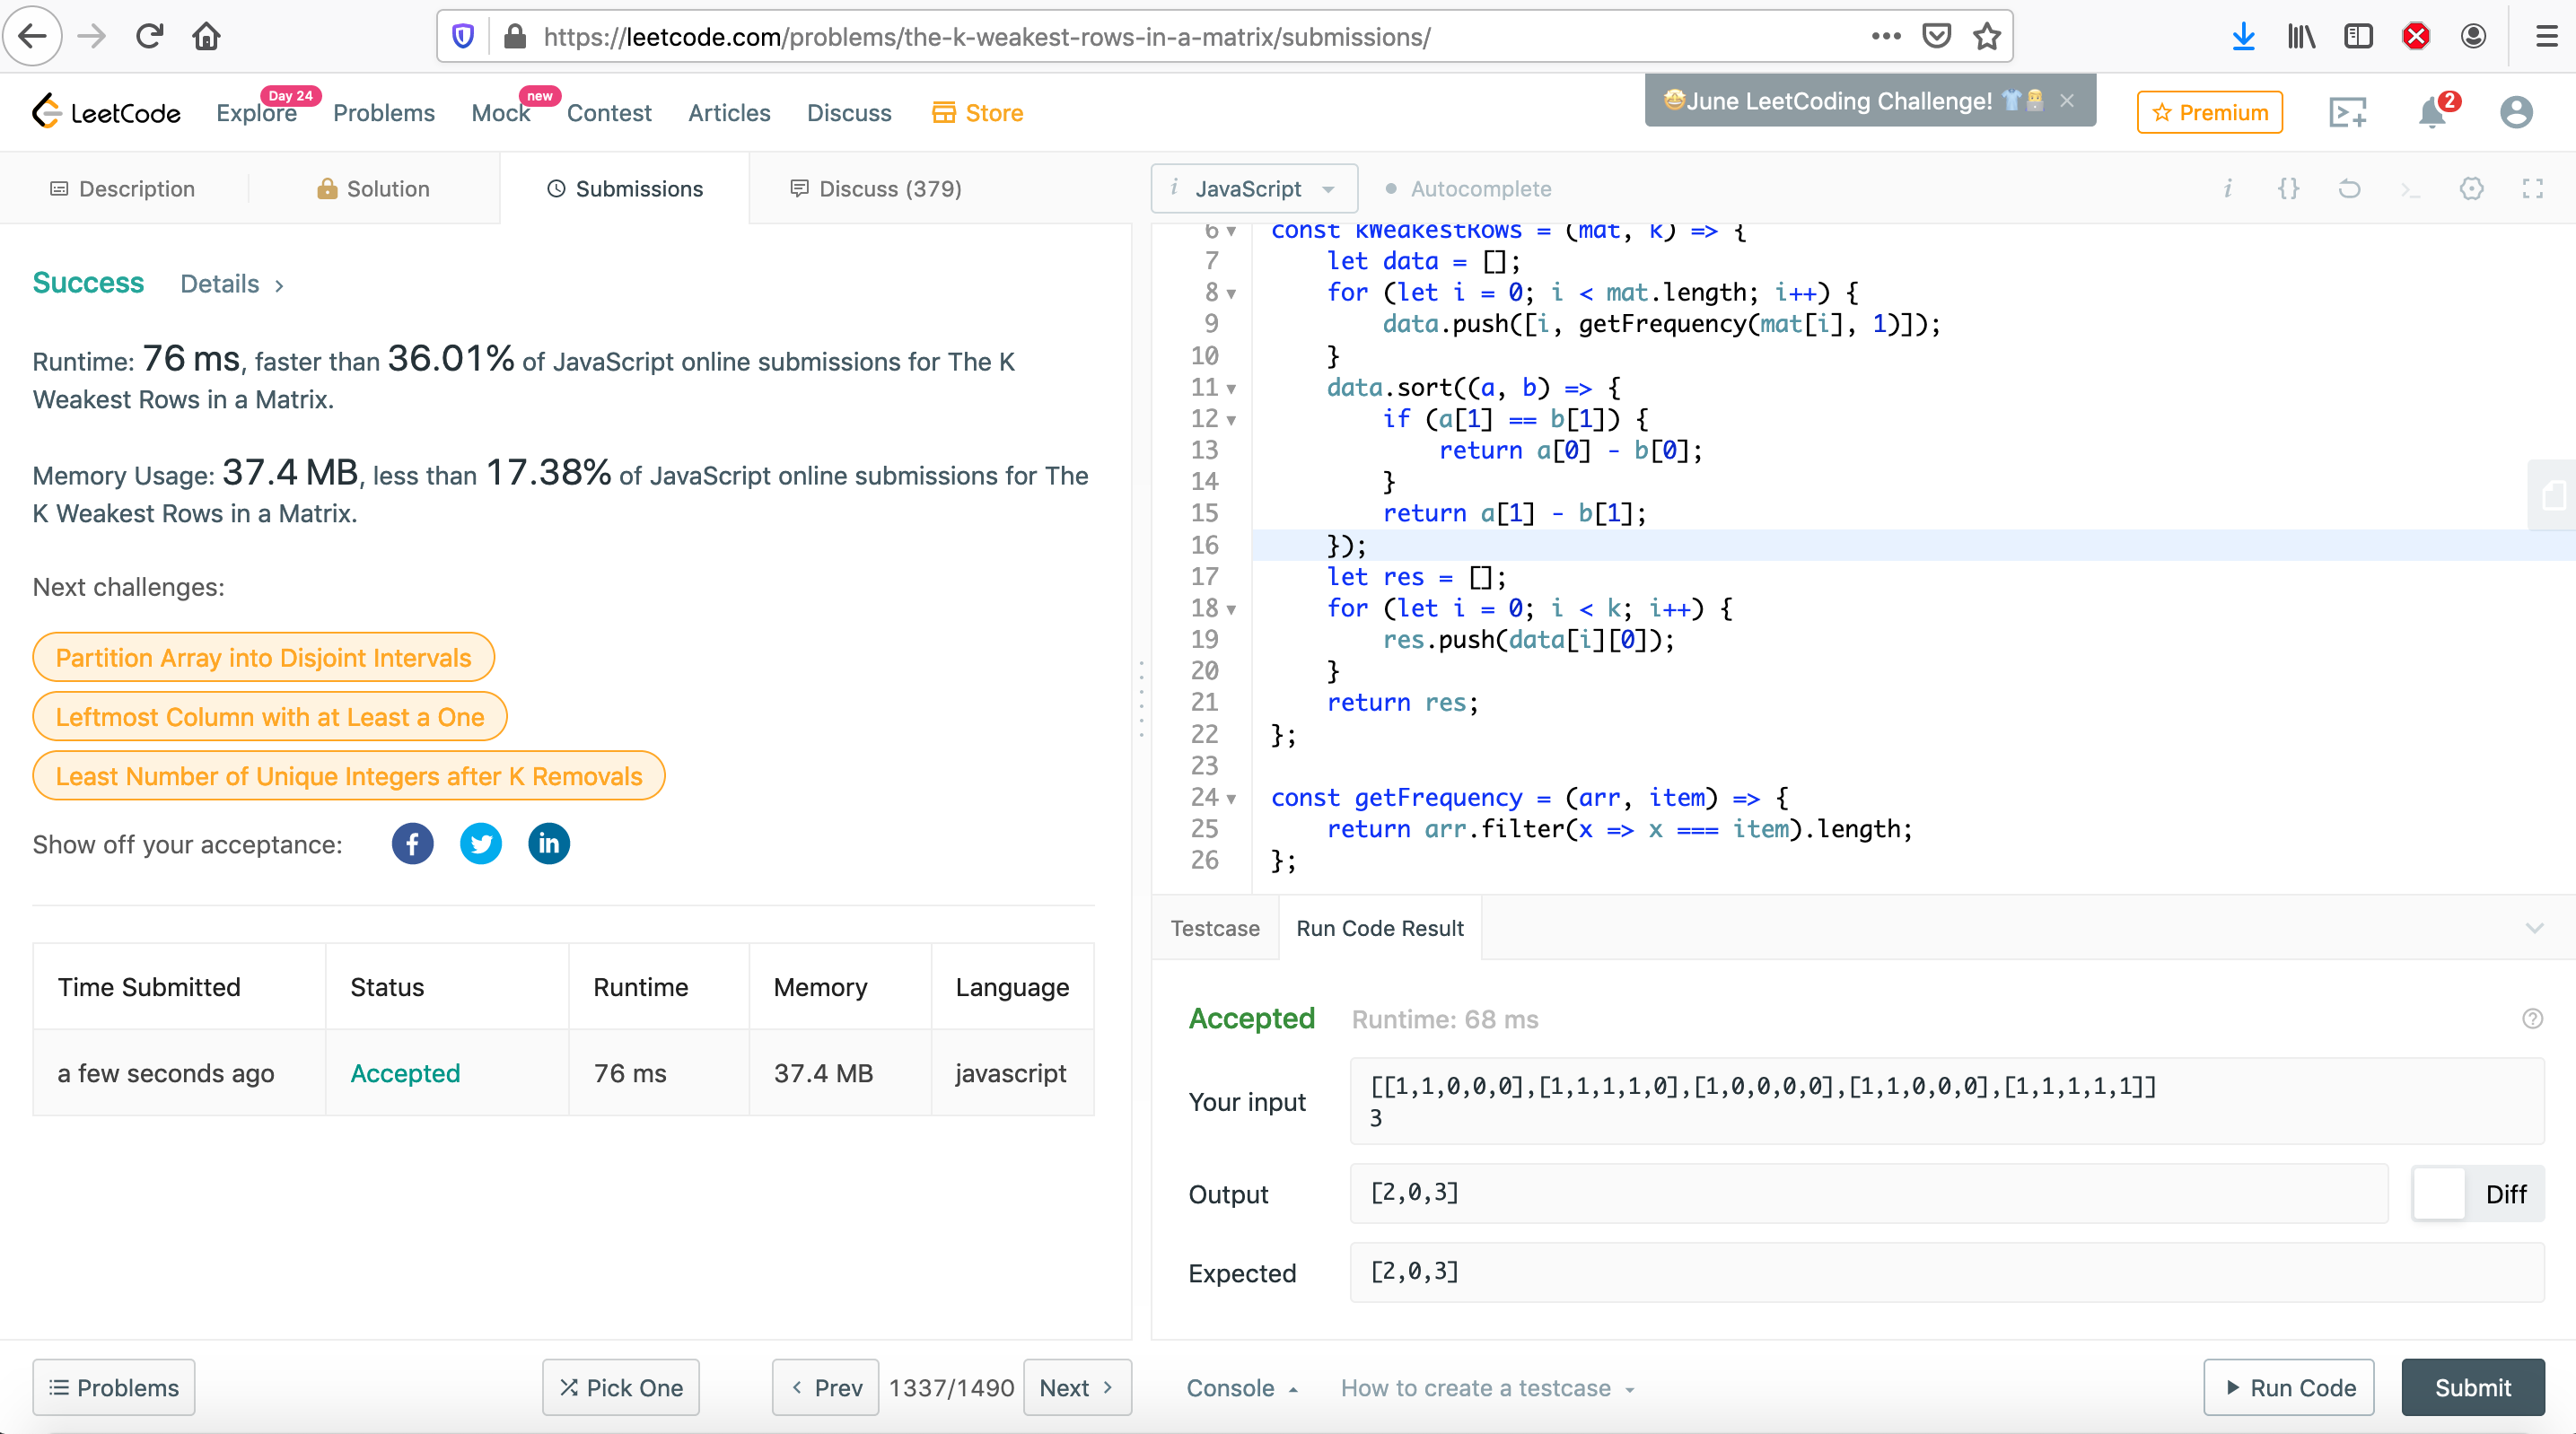 https://leetcode.com/problems/the-k-weakest-rows-in-a-matrix/submissions/
LeetCode Explore Day 24 Problems Mock new Contest Articles Discuss Store
🤩June LeetCoding Challenge! 👕 ×
Premium
2
Description Solution Submissions Discuss (379)
i JavaScript Autocomplete
Success Details >
Runtime: 76 ms, faster than 36.01% of JavaScript online submissions for The K
Weakest Rows in a Matrix.
Memory Usage: 37.4 MB, less than 17.38% of JavaScript online submissions for The
K Weakest Rows in a Matrix.
Next challenges:
Partition Array into Disjoint Intervals
Leftmost Column with at Least a One
Least Number of Unique Integers after K Removals
Show off your acceptance:
Time Submitted Status Runtime Memory Language
a few seconds ago Accepted 76 ms 37.4 MB javascript
6 const kWeakestRows = (mat, k) => {
7 let data = [];
8 for (let i = 0; i < mat.length; i++) {
9 data.push([i, getFrequency(mat[i], 1)]);
10 }
11 data.sort((a, b) => {
12 if (a[1] == b[1]) {
13 return a[0] - b[0];
14 }
15 return a[1] - b[1];
16 });
17 let res = [];
18 for (let i = 0; i < k; i++) {
19 res.push(data[i][0]);
20 }
21 return res;
22 };
23
24 const getFrequency = (arr, item) => {
25 return arr.filter(x => x === item).length;
26 };
Testcase Run Code Result
Accepted Runtime: 68 ms
Your input
[[1,1,0,0,0],[1,1,1,1,0],[1,0,0,0,0],[1,1,0,0,0],[1,1,1,1,1]]
3
Output [2,0,3] Diff
Expected [2,0,3]
Problems Pick One < Prev 1337/1490 Next >
Console How to create a testcase Run Code Submit